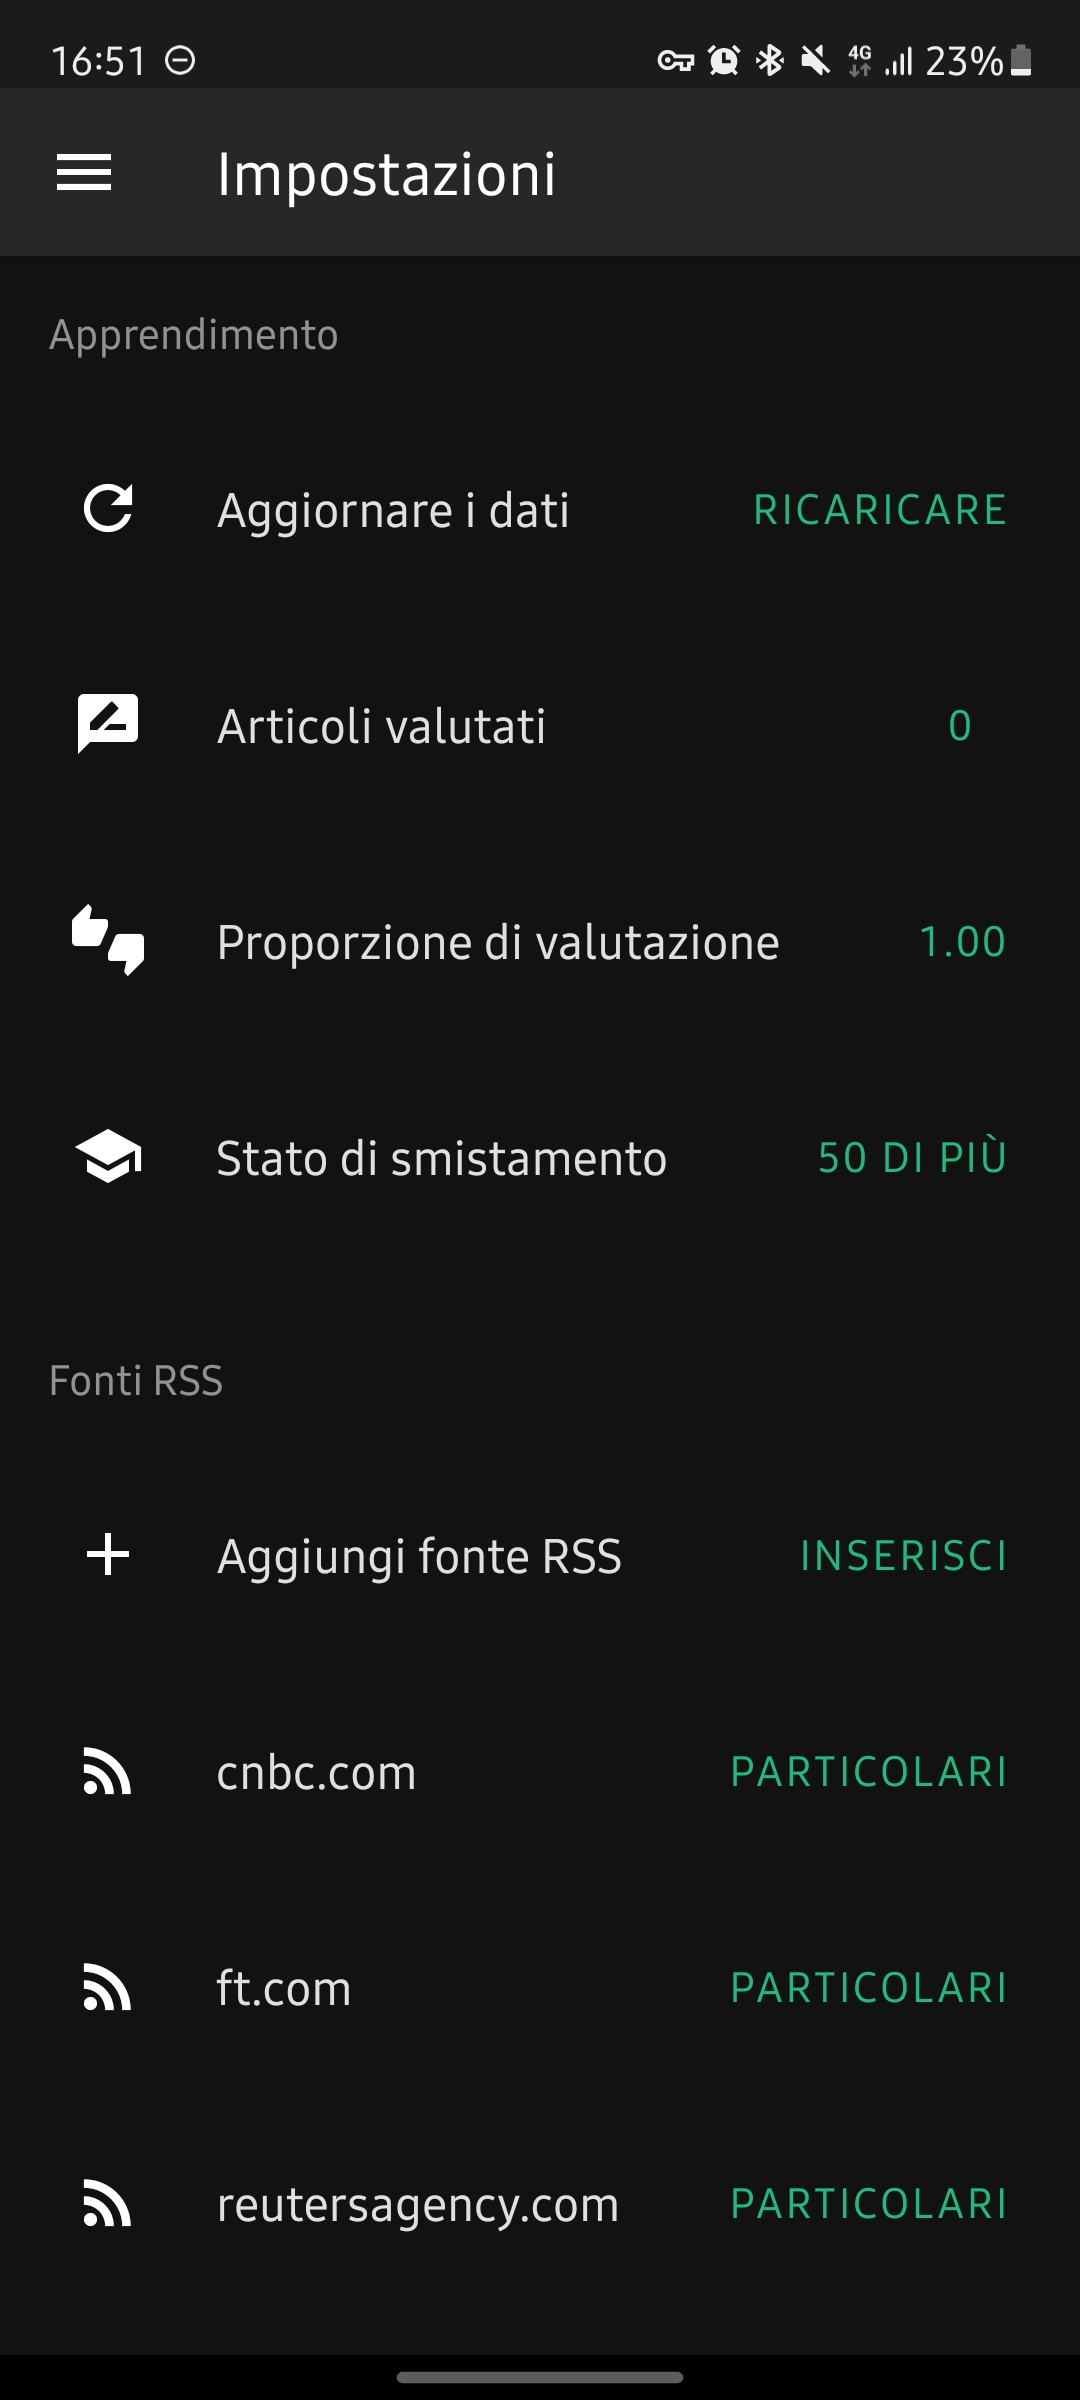 16:51 4G 23%
Impostazioni
Apprendimento
Aggiornare i dati RICARICARE
Articoli valutati 0
Proporzione di valutazione 1.00
Stato di smistamento 50 DI PIÙ
Fonti RSS
Aggiungi fonte RSS INSERISCI
cnbc.com PARTICOLARI
ft.com PARTICOLARI
reutersagency.com PARTICOLARI